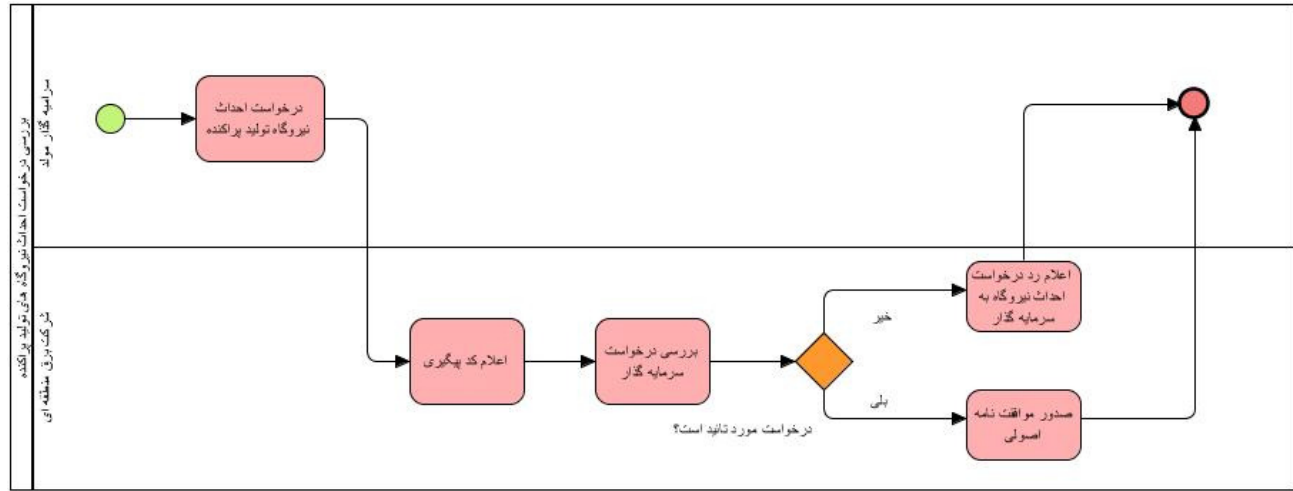 بررسی درخواست احداث نیروگاه های تولید پراکنده
سرامیه گذار مولد
درخواست احداث
نیروگاه تولید پراکنده
شرکت برق منطقه ای
اعلام کد پیگیری
بررسی درخواست
سرمایه گذار
درخواست مورد تائید است؟
خیر
اعلام رد درخواست
احداث نیروگاه به
سرمایه گذار
بلی
صدور موافقت نامه
اصولی